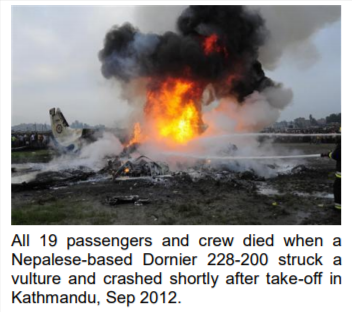 All 19 passengers and crew died when a
Nepalese-based Dornier 228-200 struck a
vulture and crashed shortly after take-off in
Kathmandu, Sep 2012.